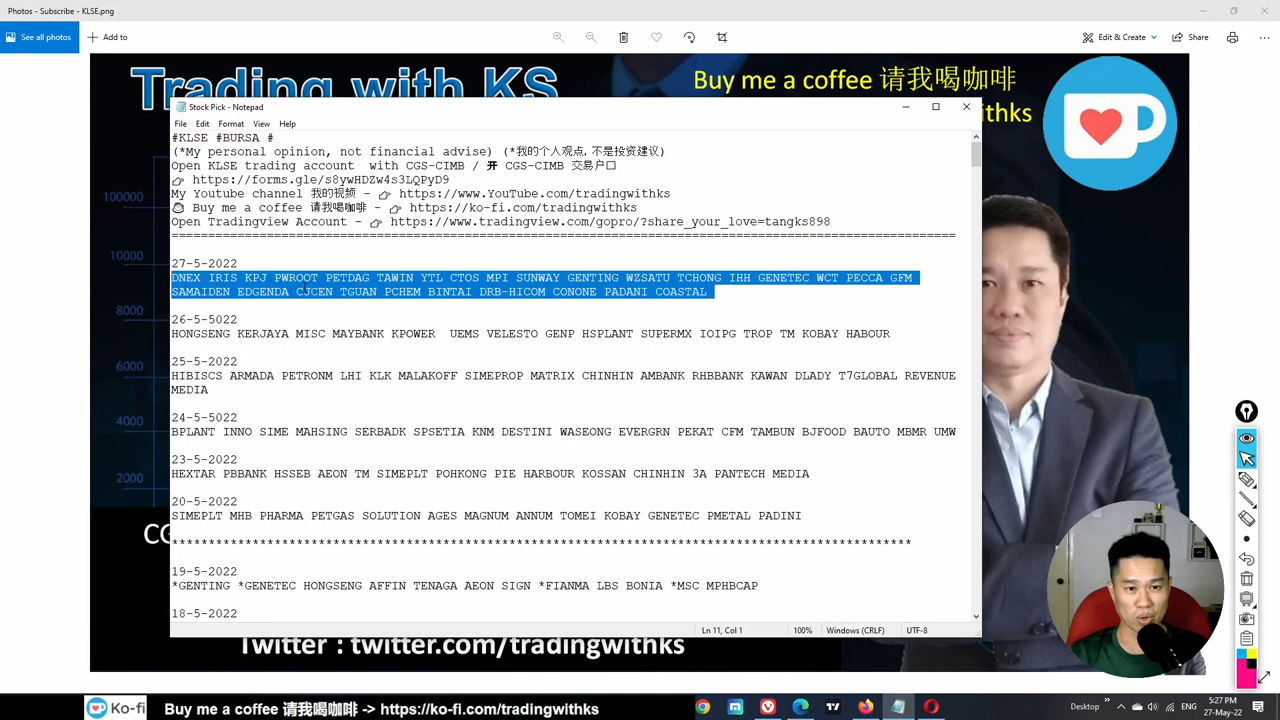 Photos - Subscribe - KLSE.png
See all photos
Add to
Edit & Create
Share
Trading with KS
Buy me a coffee 请我喝咖啡
Stock Pick - Notepad
File Edit Format View Help
#KLSE #BURSA #
(*My personal opinion, not financial advise) (*我的个人观点, 不是投资建议)
Open KLSE trading account with CGS-CIMB / 开 CGS-CIMB 交易户口
👉 https://forms.gle/s8ywHDZw4s3LQPyD9
My Youtube channel 我的视频 - 👉 https://www.YouTube.com/tradingwithks
Buy me a coffee 请我喝咖啡 - 👉 https://ko-fi.com/tradingwithks
Open Tradingview Account - 👉 https://www.tradingview.com/gopro/?share_your_love=tangks898
==========================================================================================================
27-5-2022
DNEX IRIS KPJ PWROOT PETDAG TAWIN YTL CTOS MPI SUNWAY GENTING WZSATU TCHONG IHH GENETEC WCT PECCA GFM
SAMAIDEN EDGENDA CUCEN TGUAN PCHEM BINTAI DRB-HICOM CONONE PADANI COASTAL
26-5-5022
HONGSENG KERJAYA MISC MAYBANK KPOWER UEMS VELESTO GENP HSPLANT SUPERMX IOIPG TROP TM KOBAY HABOUR
25-5-2022
HIBISCS ARMADA PETRONM LHI KLK MALAKOFF SIMEPROP MATRIX CHINHIN AMBANK RHBBANK KAWAN DLADY T7GLOBAL REVENUE
MEDIA
24-5-5022
BPLANT INNO SIME MAHSING SERBADK SPSETIA KNM DESTINI WASEONG EVERGRN PEKAT CFM TAMBUN BJFOOD BAUTO MBMR UMW
23-5-2022
HEXTAR PBBANK HSSEB AEON TM SIMEPLT POHKONG PIE HARBOUR KOSSAN CHINHIN 3A PANTECH MEDIA
20-5-2022
SIMEPLT MHB PHARMA PETGAS SOLUTION AGES MAGNUM ANNUM TOMEI KOBAY GENETEC PMETAL PADINI
****************************************************************************************************
19-5-2022
*GENTING *GENETEC HONGSENG AFFIN TENAGA AEON SIGN *FIANMA LBS BONIA *MSC MPHBCAP
18-5-2022
Ln 11, Col 1 100% Windows (CRLF) UTF-8
100000
10000
8000
6000
4000
2000
Twitter : twitter.com/tradingwithks
Ko-fi
Buy me a coffee 请我喝咖啡 -> https://ko-fi.com/tradingwithks
Desktop
5:27 PM
27-May-22